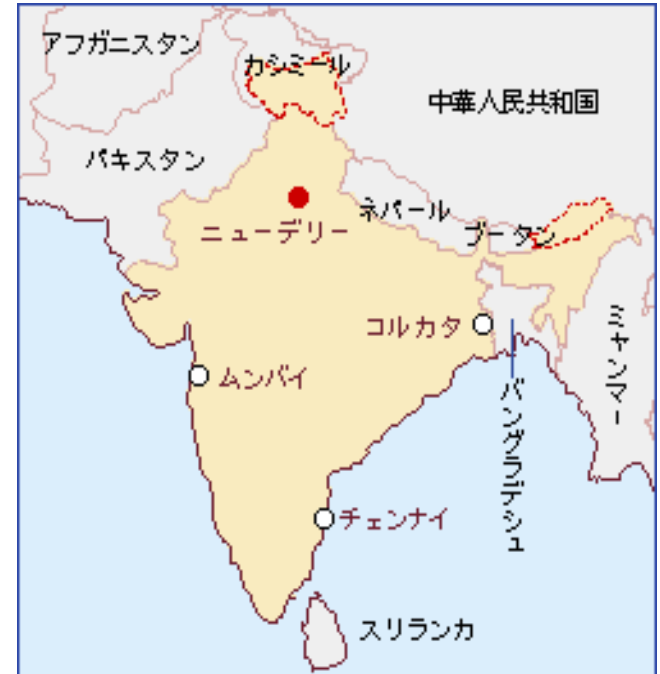 アフガニスタン
カシミール
中華人民共和国
パキスタン
ネパール
ニューデリー
ブータン
コルカタ
ミャンマー
ムンバイ
バングラデシュ
チェンナイ
スリランカ